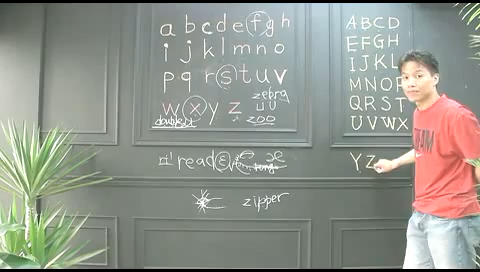 a b c d e f g h
i j k l m n o
p q r s t u v
w x y z
zebra
double u
zoo
read
zipper
A B C D
E F G H
I J K L
M N O P
Q R S T
U V W X
Y Z